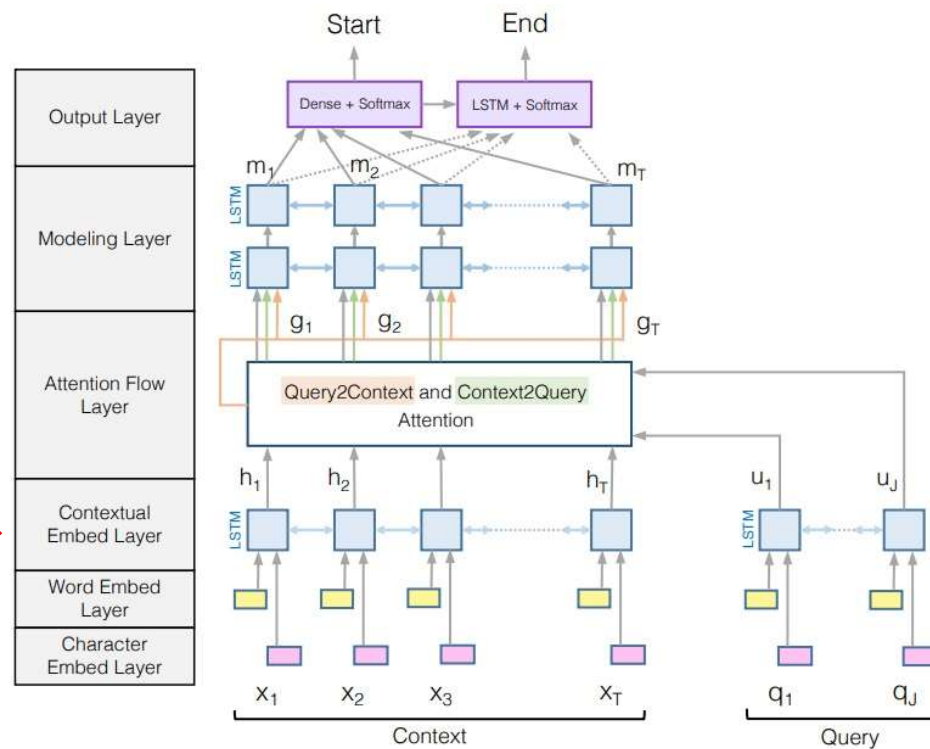 Start End
Output Layer
Dense + Softmax
LSTM + Softmax
m1 m2 mT
LSTM
Modeling Layer
LSTM
g1 g2 gT
Attention Flow
Layer
Query2Context and Context2Query
Attention
h1 h2 hT u1 uJ
Contextual
Embed Layer
LSTM
LSTM
Word Embed
Layer
Character
Embed Layer
x1 x2 x3 xT q1 qJ
Context Query